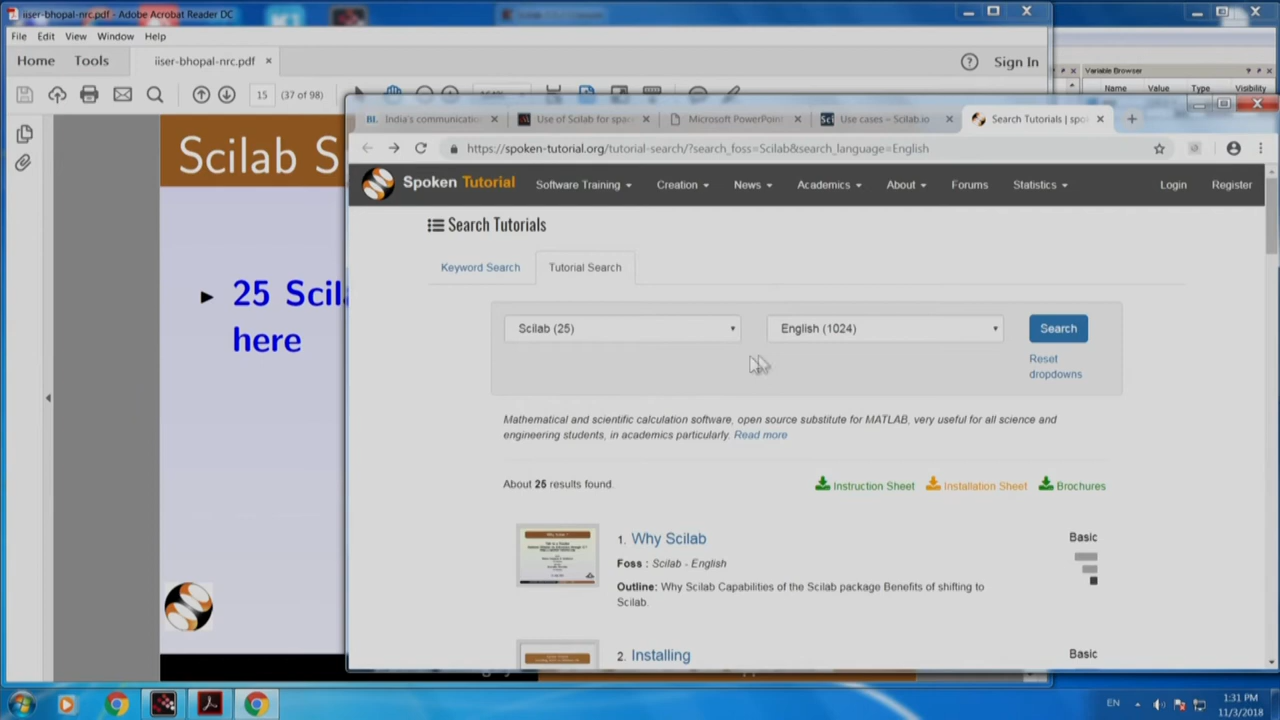 iiser-bhopal-nrc.pdf - Adobe Acrobat Reader DC
File Edit View Window Help
Home Tools iiser-bhopal-nrc.pdf × Sign In
15 (37 of 98)
Variable Browser
Name Value Type Visibility
Scilab S
25 Scil
here
BI. India's communicatio × Use of Scilab for spa × Microsoft PowerPoint × Sci Use cases – Scilab.io × Search Tutorials | spo ×
https://spoken-tutorial.org/tutorial-search/?search_foss=Scilab&search_language=English
Spoken Tutorial Software Training Creation News Academics About Forums Statistics Login Register
Search Tutorials
Keyword Search Tutorial Search
Scilab (25) English (1024) Search
Reset
dropdowns
Mathematical and scientific calculation software, open source substitute for MATLAB, very useful for all science and
engineering students, in academics particularly. Read more
About 25 results found. Instruction Sheet Installation Sheet Brochures
1. Why Scilab Basic
Foss : Scilab - English
Outline: Why Scilab Capabilities of the Scilab package Benefits of shifting to
Scilab.
2. Installing Basic
EN 1:31 PM
11/3/2018